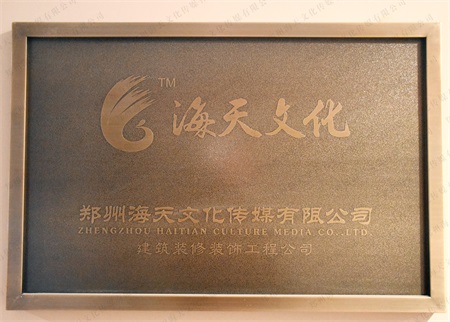 TM
海天文化
郑州海天文化传媒有限公司
ZHENGZHOU HAITIAN CULTURE MEDIA CO.,LTD.
建筑装修装饰工程公司